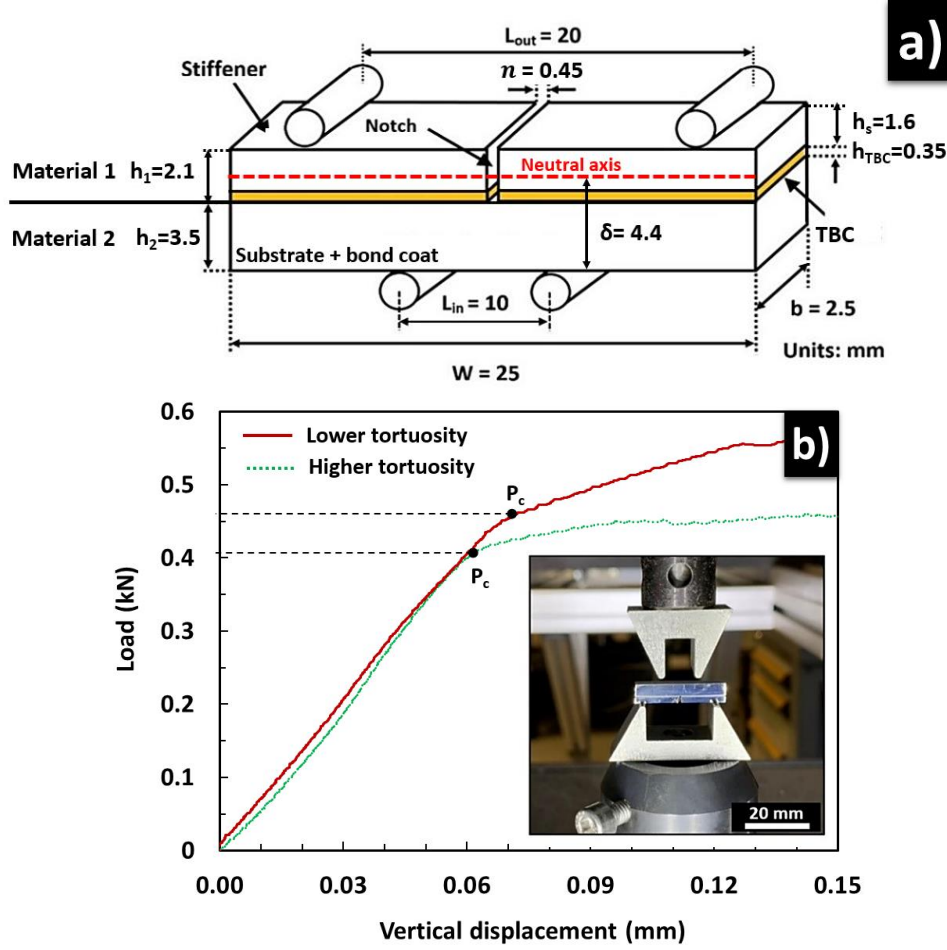 a)
Lout = 20
n = 0.45
Stiffener
Notch
hs=1.6
hTBC=0.35
Material 1 h1=2.1
Neutral axis
Material 2 h2=3.5
δ= 4.4
TBC
Substrate + bond coat
Lin = 10
b = 2.5
Units: mm
W = 25
b)
0.6
0.5
0.4
0.3
0.2
0.1
0
Load (kN)
Lower tortuosity
Higher tortuosity
Pc
Pc
20 mm
0.00 0.03 0.06 0.09 0.12 0.15
Vertical displacement (mm)